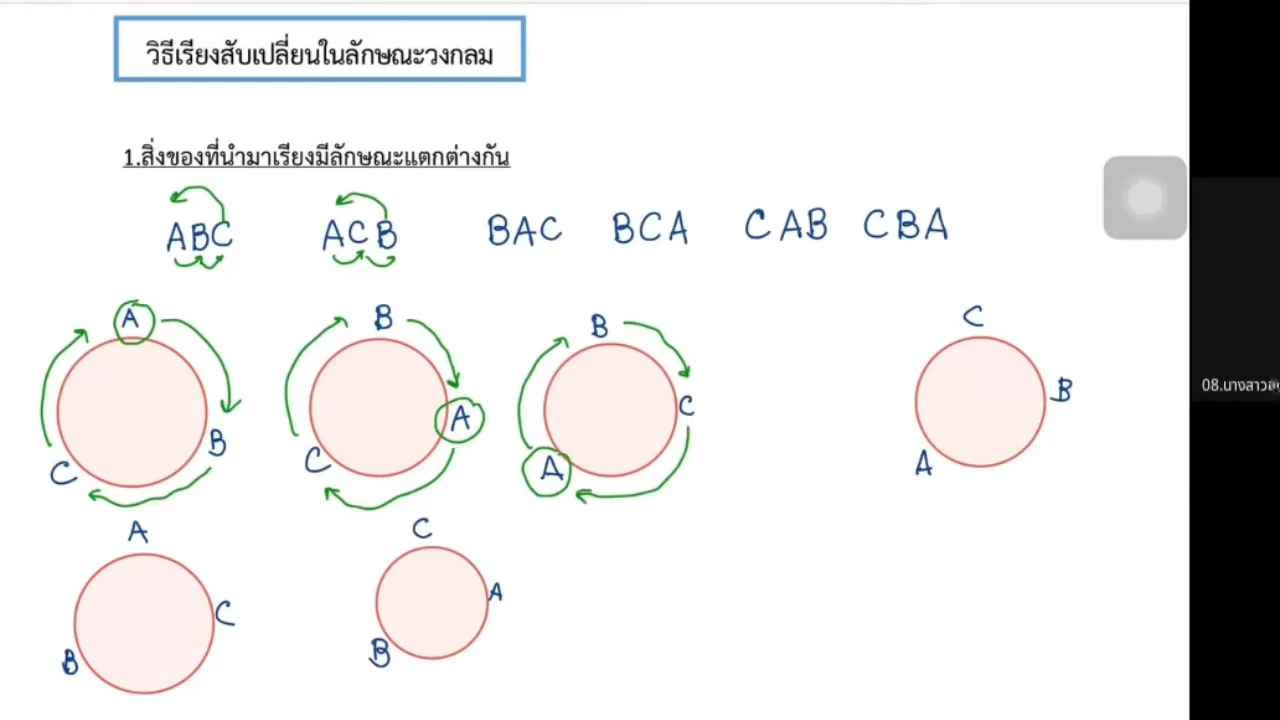 วิธีเรียงสับเปลี่ยนในลักษณะวงกลม
1.สิ่งของที่นำมาเรียงมีลักษณะแตกต่างกัน
ABC ACB BAC BCA CAB CBA
A B B C
B A C B
C C A A
A C
C A
B B
08.นางสาว